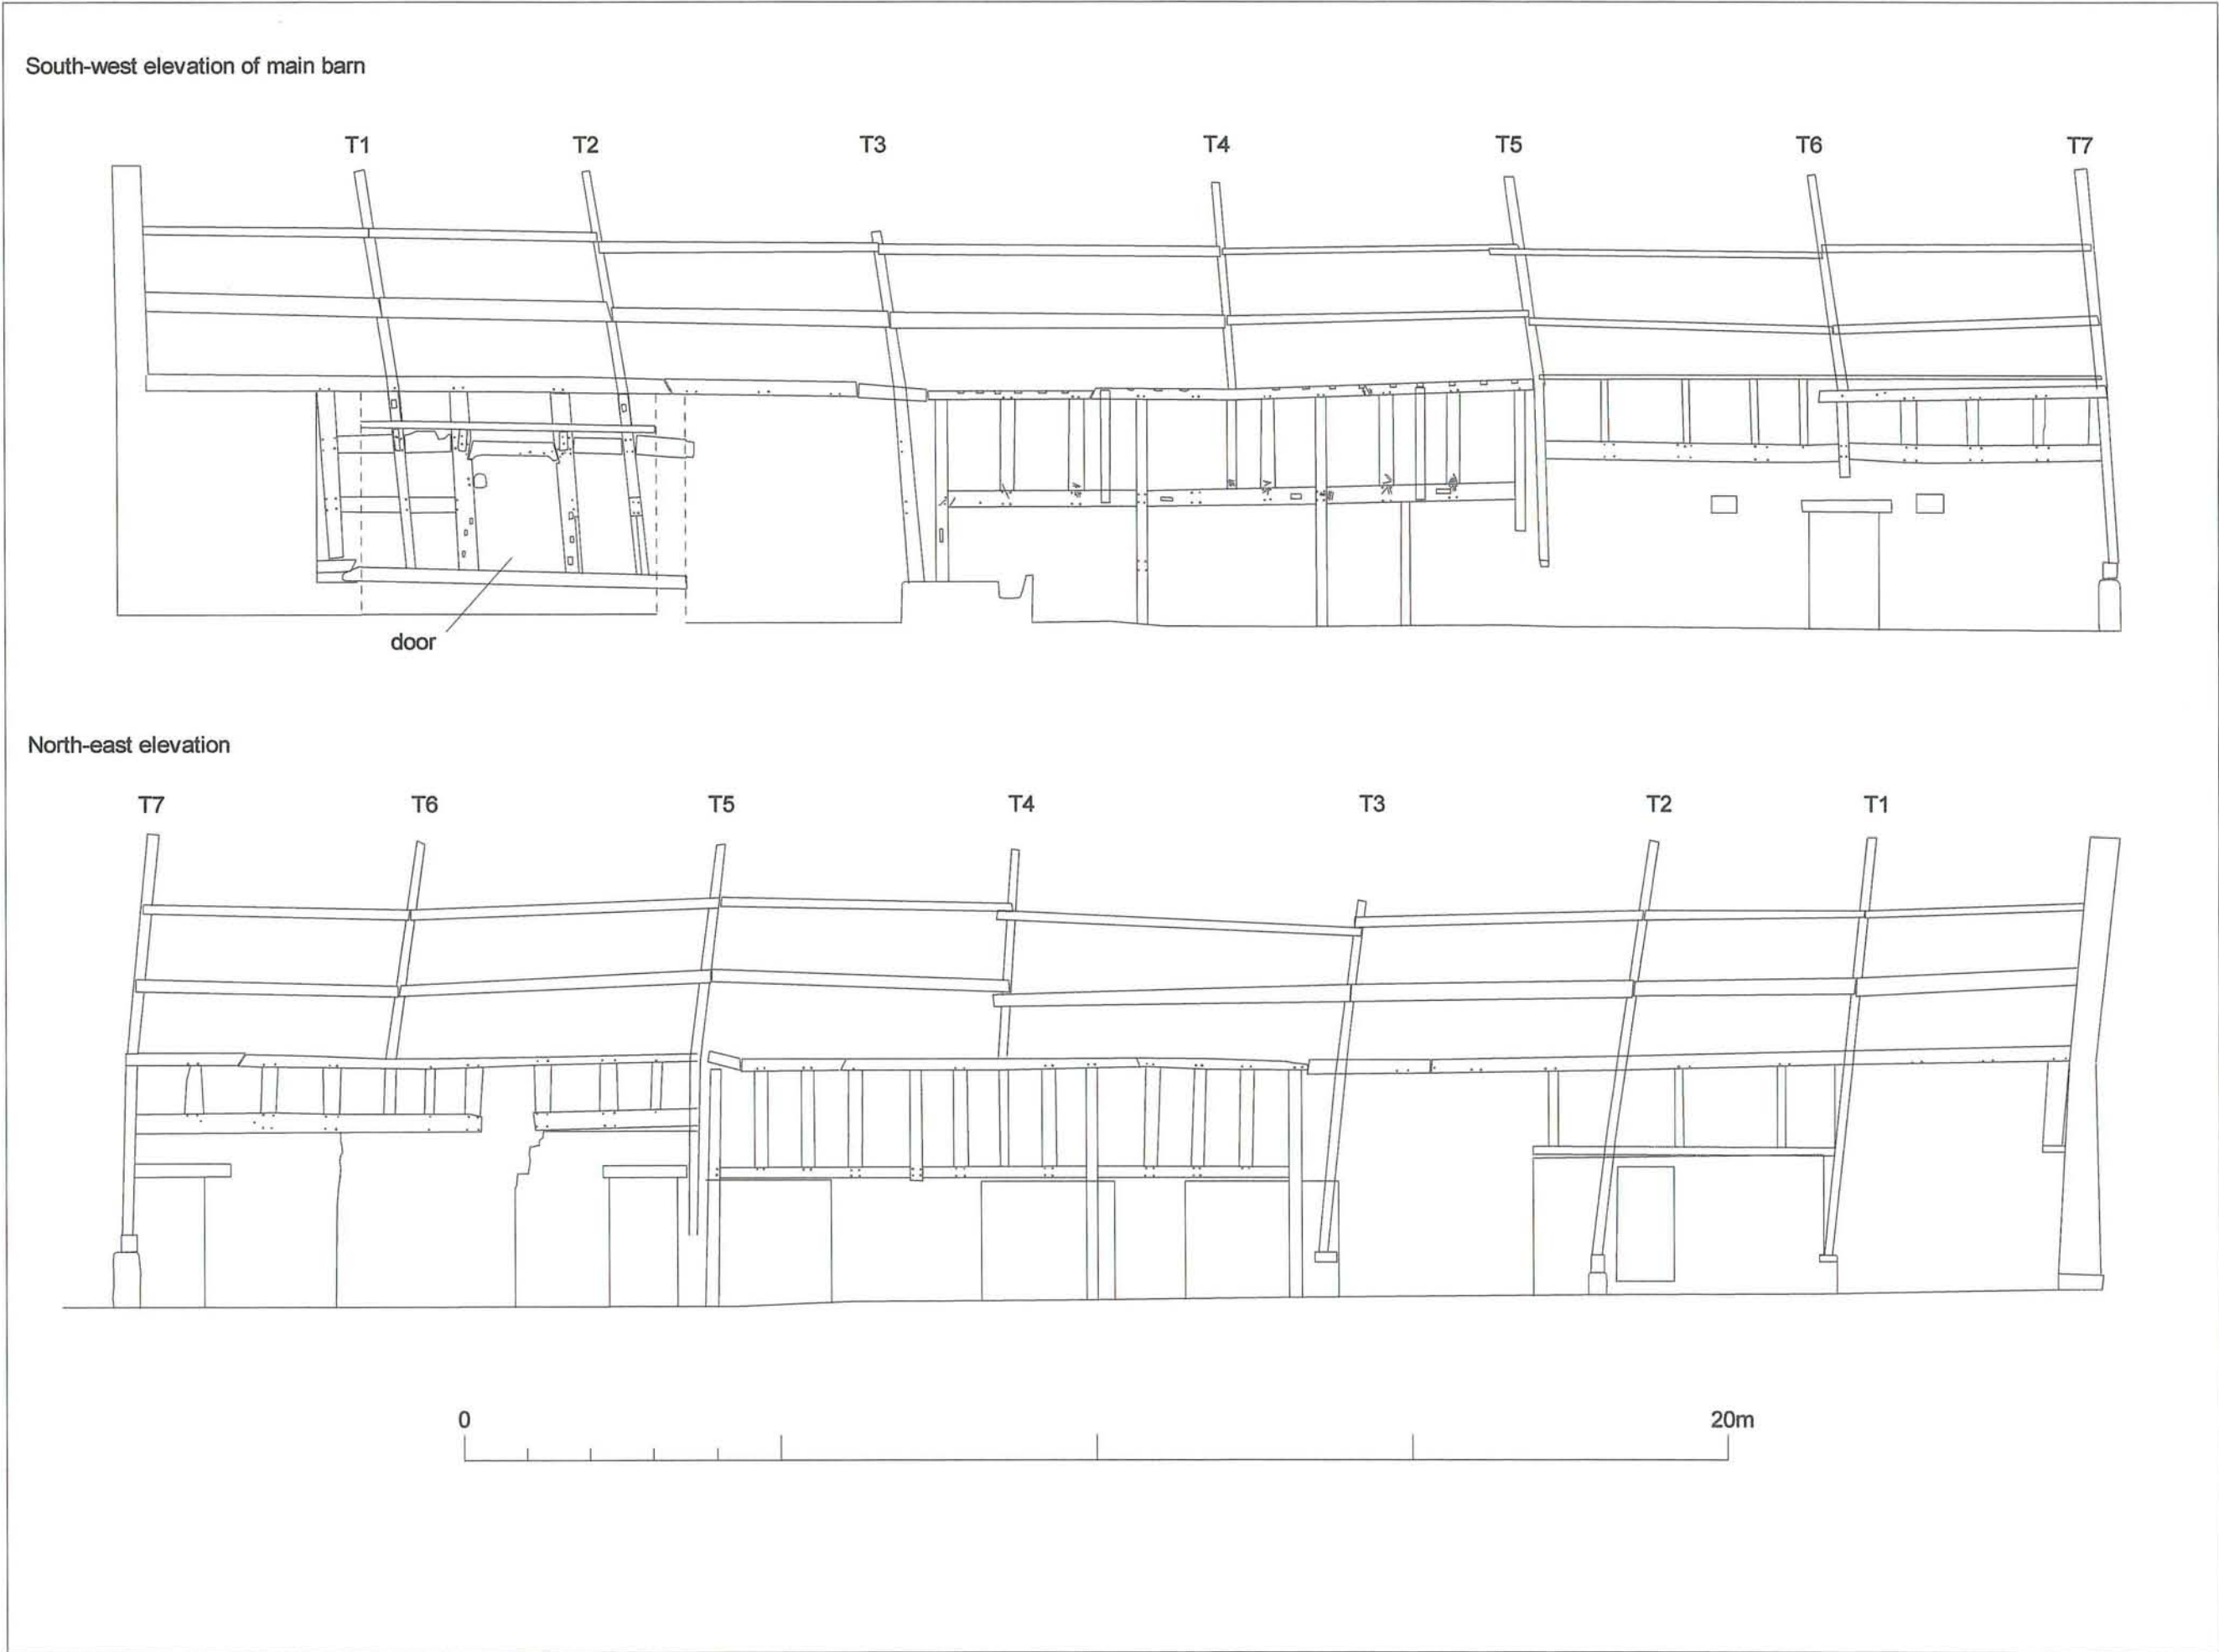 South-west elevation of main barn
T1 T2 T3 T4 T5 T6 T7
door
North-east elevation
T7 T6 T5 T4 T3 T2 T1
0 20m